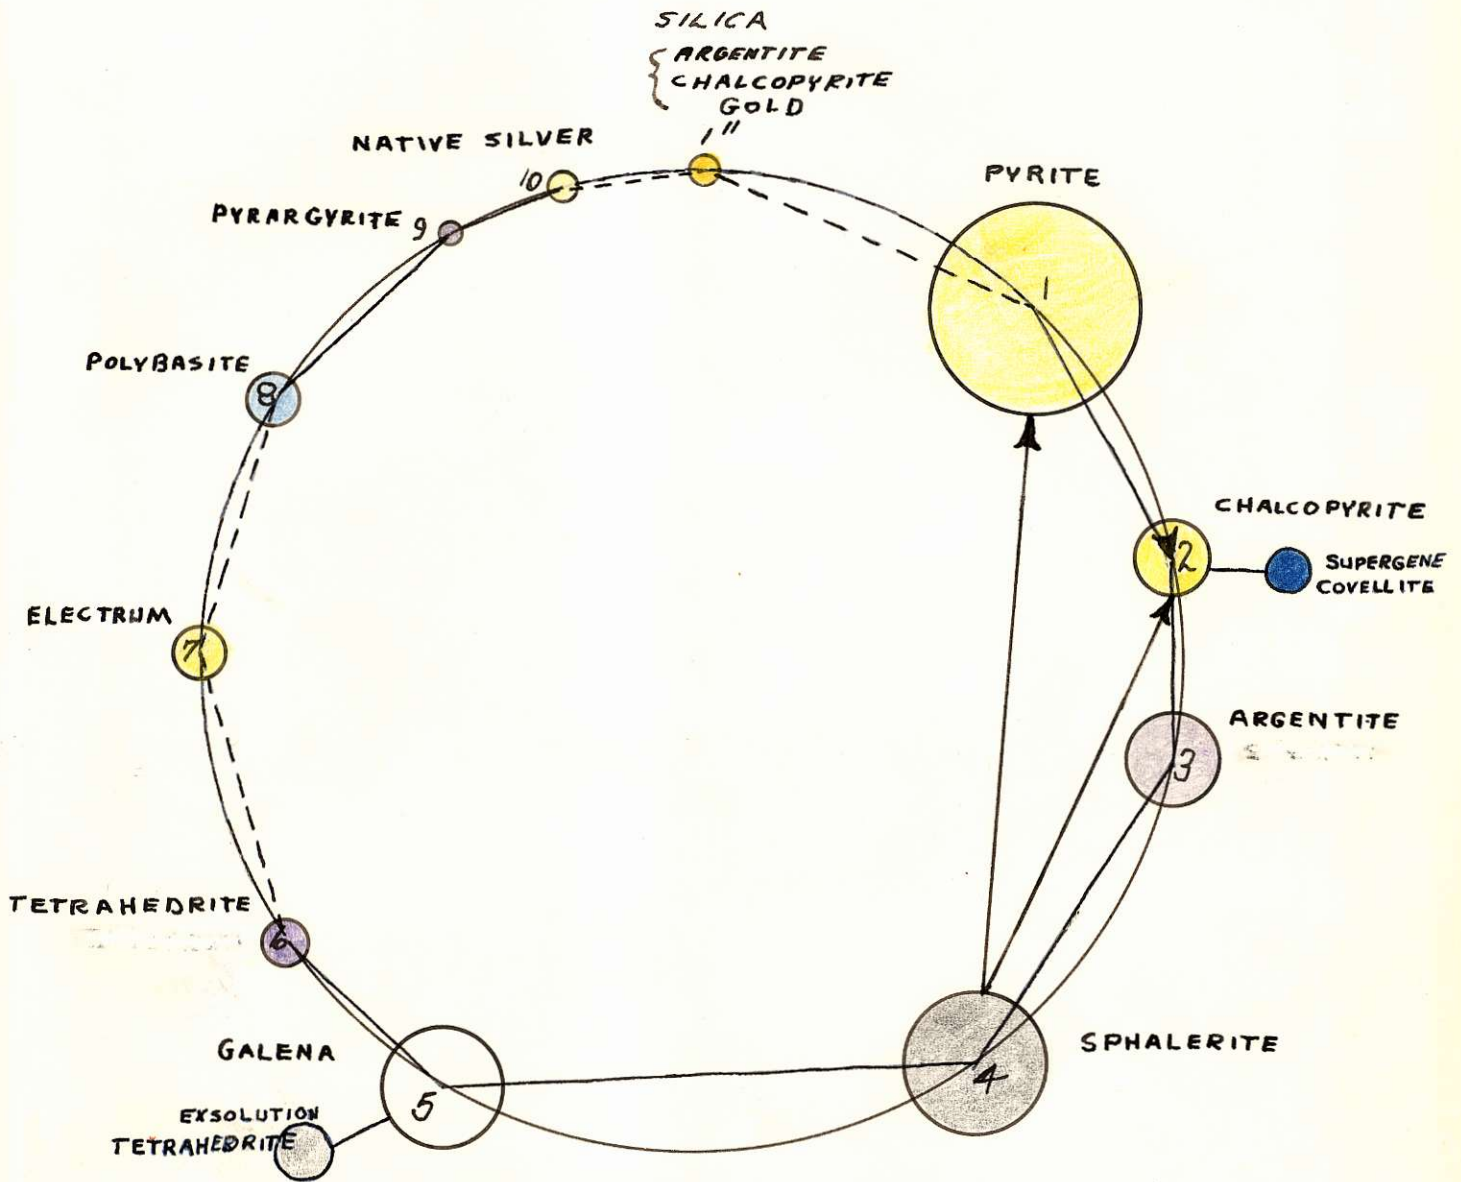 SILICA
ARGENTITE
CHALCOPYRITE
GOLD
1"
NATIVE SILVER
10
PYRITE
1
PYRARGYRITE 9
POLYBASITE
8
CHALCOPYRITE
2
SUPERGENE
COVELLITE
ELECTRUM
7
ARGENTITE
3
TETRAHEDRITE
6
GALENA
5
SPHALERITE
4
EXSOLUTION
TETRAHEDRITE